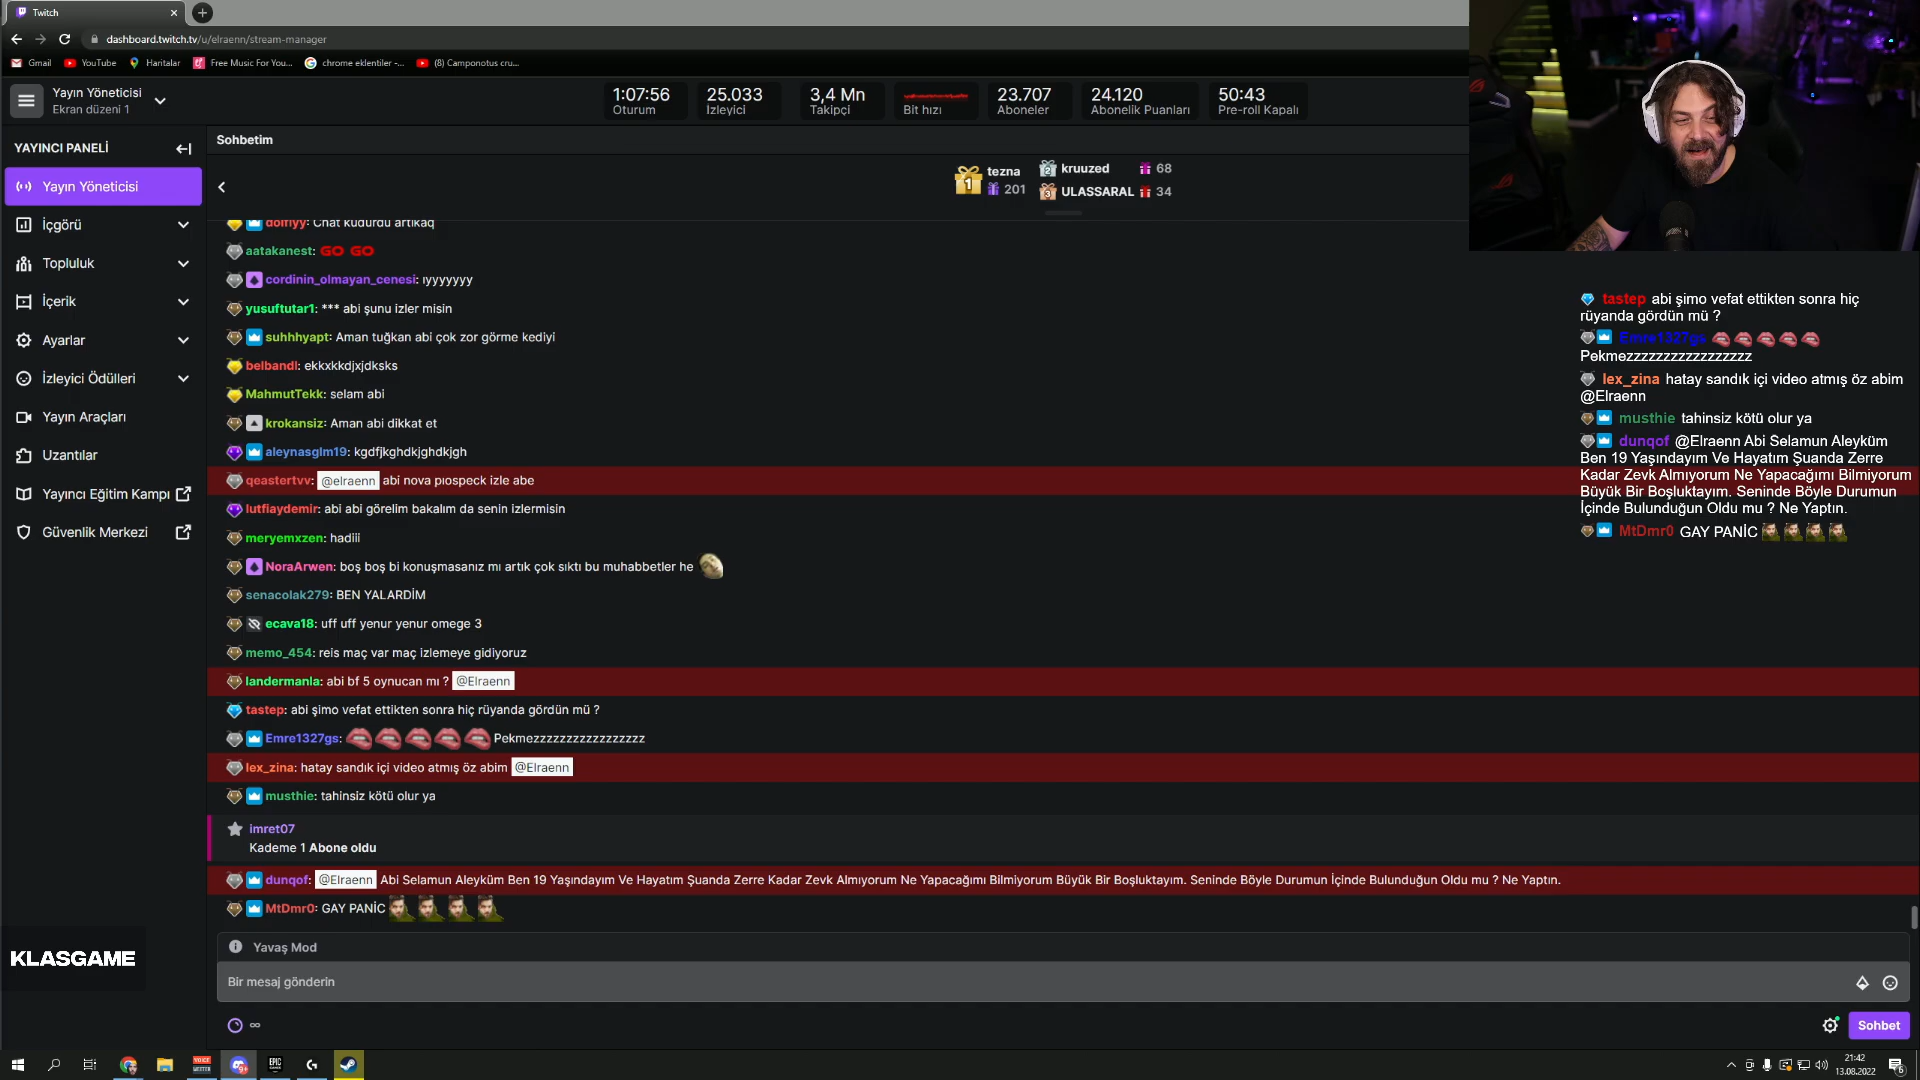 Twitch
dashboard.twitch.tv/u/elraenn/stream-manager
Gmail
YouTube
Haritalar
Free Music For You...
chrome eklentiler -...
(8) Camponotus cru...
Yayın Yöneticisi
Ekran düzeni 1
1:07:56
Oturum
25.033
İzleyici
3,4 Mn
Takipçi
Bit hızı
23.707
Aboneler
24.120
Abonelik Puanları
50:43
Pre-roll Kapalı
YAYINCI PANELİ
Yayın Yöneticisi
İçgörü
Topluluk
İçerik
Ayarlar
İzleyici Ödülleri
Yayın Araçları
Uzantılar
Yayıncı Eğitim Kampı
Güvenlik Merkezi
KLASGAME
Sohbetim
1 tezna
201
2 kruuzed 68
3 ULASSARAL 34
dolfiyy: Chat kudurdu artıkaq
aatakanest: GO GO
cordinin_olmayan_cenesi: ıyyyyyyy
yusuftutar1: *** abi şunu izler misin
suhhhyapt: Aman tuğkan abi çok zor görme kediyi
belbandl: ekkxkkdjxjdksks
MahmutTekk: selam abi
krokansiz: Aman abi dikkat et
aleynasglm19: kgdfjkghdkjghdkjgh
qeastertvv: @elraenn abi nova pıospeck izle abe
lutfiaydemir: abi abi görelim bakalım da senin izlermisin
meryemxzen: hadiii
NoraArwen: boş boş bi konuşmasanız mı artık çok sıktı bu muhabbetler he
senacolak279: BEN YALARDİM
ecava18: uff uff yenur yenur omege 3
memo_454: reis maç var maç izlemeye gidiyoruz
landermanla: abi bf 5 oynucan mı ? @Elraenn
tastep: abi şimo vefat ettikten sonra hiç rüyanda gördün mü ?
Emre1327gs: Pekmezzzzzzzzzzzzzzzzz
lex_zina: hatay sandık içi video atmış öz abim @Elraenn
musthie: tahinsiz kötü olur ya
imret07
Kademe 1 Abone oldu
dunqof: @Elraenn Abi Selamun Aleyküm Ben 19 Yaşındayım Ve Hayatım Şuanda Zerre Kadar Zevk Almıyorum Ne Yapacağımı Bilmiyorum Büyük Bir Boşluktayım. Seninde Böyle Durumun İçinde Bulunduğun Oldu mu ? Ne Yaptın.
MtDmr0: GAY PANİC
Yavaş Mod
Bir mesaj gönderin
∞
Sohbet
tastep abi şimo vefat ettikten sonra hiç
rüyanda gördün mü ?
Emre1327gs
Pekmezzzzzzzzzzzzzzzzz
lex_zina hatay sandık içi video atmış öz abim
@Elraenn
musthie tahinsiz kötü olur ya
dunqof @Elraenn Abi Selamun Aleyküm
Ben 19 Yaşındayım Ve Hayatım Şuanda Zerre
Kadar Zevk Almıyorum Ne Yapacağımı Bilmiyorum
Büyük Bir Boşluktayım. Seninde Böyle Durumun
İçinde Bulunduğun Oldu mu ? Ne Yaptın.
MtDmr0 GAY PANİC
21:42
13.08.2022